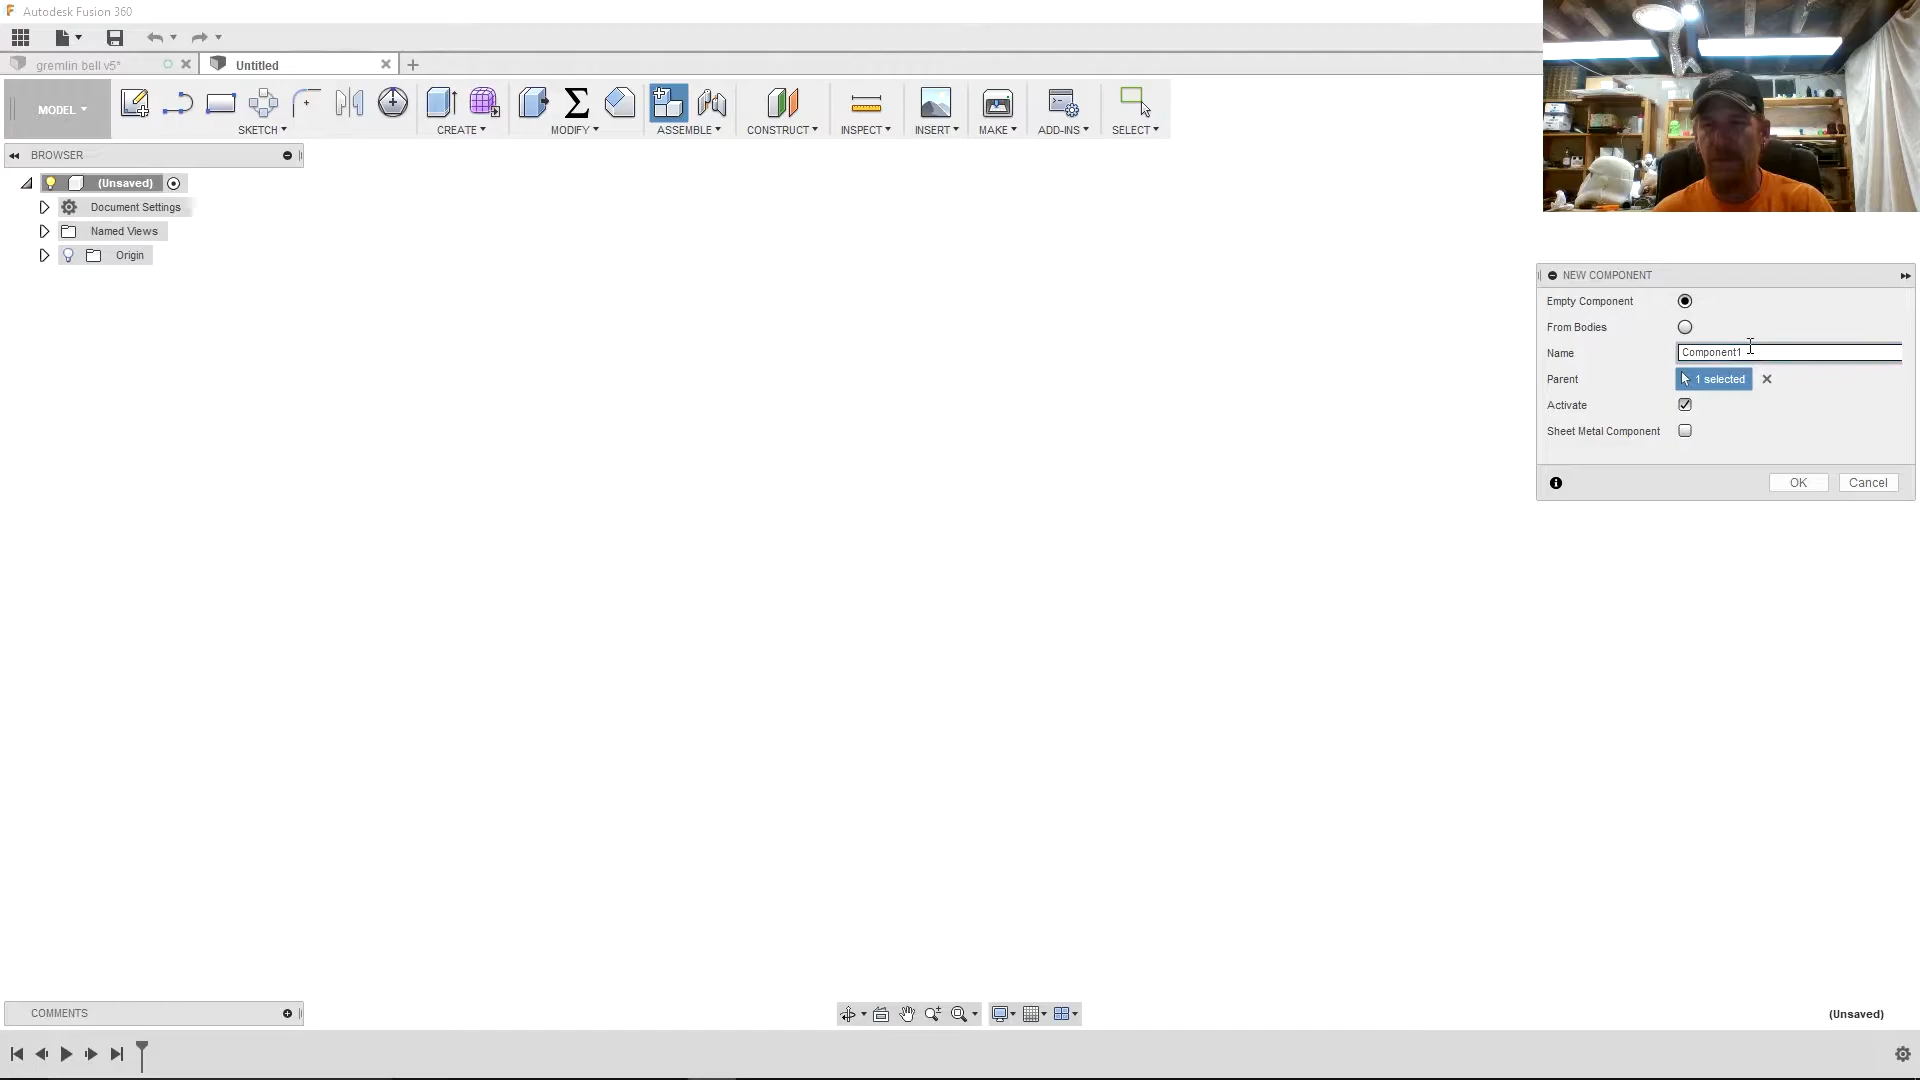 Autodesk Fusion 360
gremlin bell v5*
Untitled
MODEL
SKETCH
CREATE
MODIFY
ASSEMBLE
CONSTRUCT
INSPECT
INSERT
MAKE
ADD-INS
SELECT
BROWSER
(Unsaved)
Document Settings
Named Views
Origin
NEW COMPONENT
Empty Component
From Bodies
Name Component1
Parent 1 selected
Activate
Sheet Metal Component
OK Cancel
COMMENTS
(Unsaved)